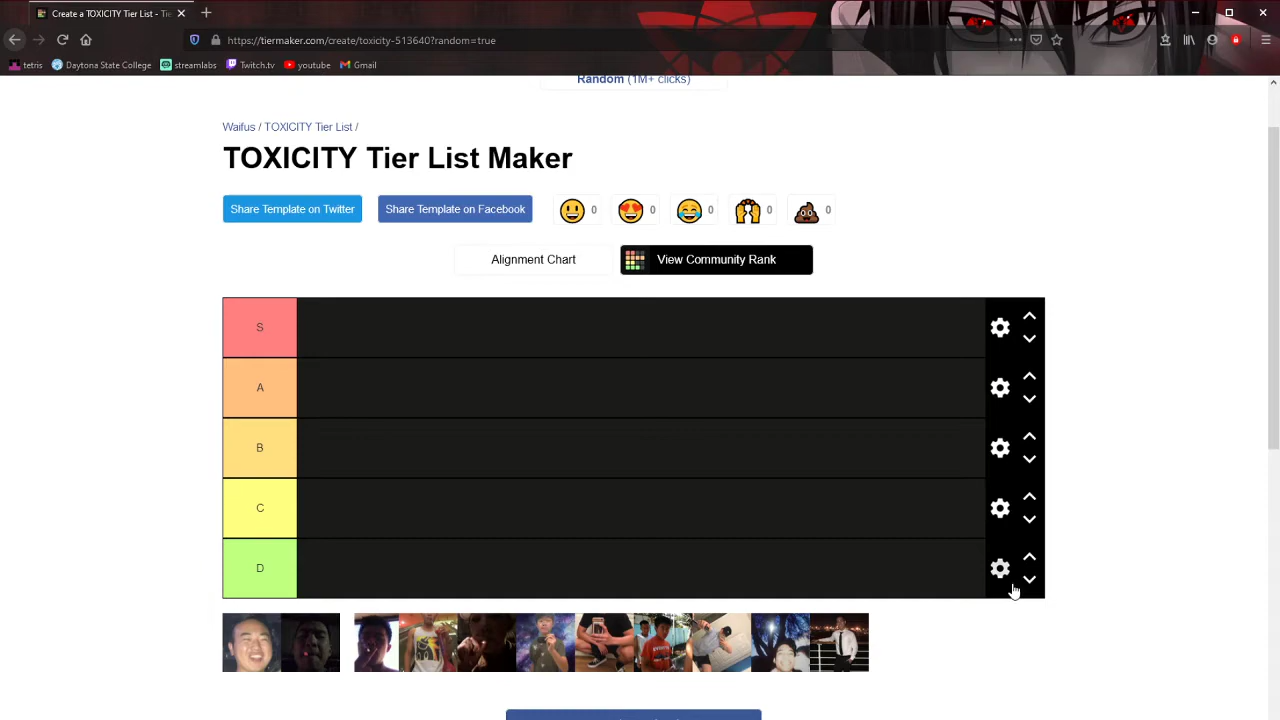 Create a TOXICITY Tier List - Tie
https://tiermaker.com/create/toxicity-513640?random=true
tetris Daytona State College streamlabs Twitch.tv youtube Gmail
Random (1M+ clicks)
Waifus / TOXICITY Tier List /
TOXICITY Tier List Maker
Share Template on Twitter Share Template on Facebook 0 0 0 0 0
Alignment Chart View Community Rank
S
A
B
C
D